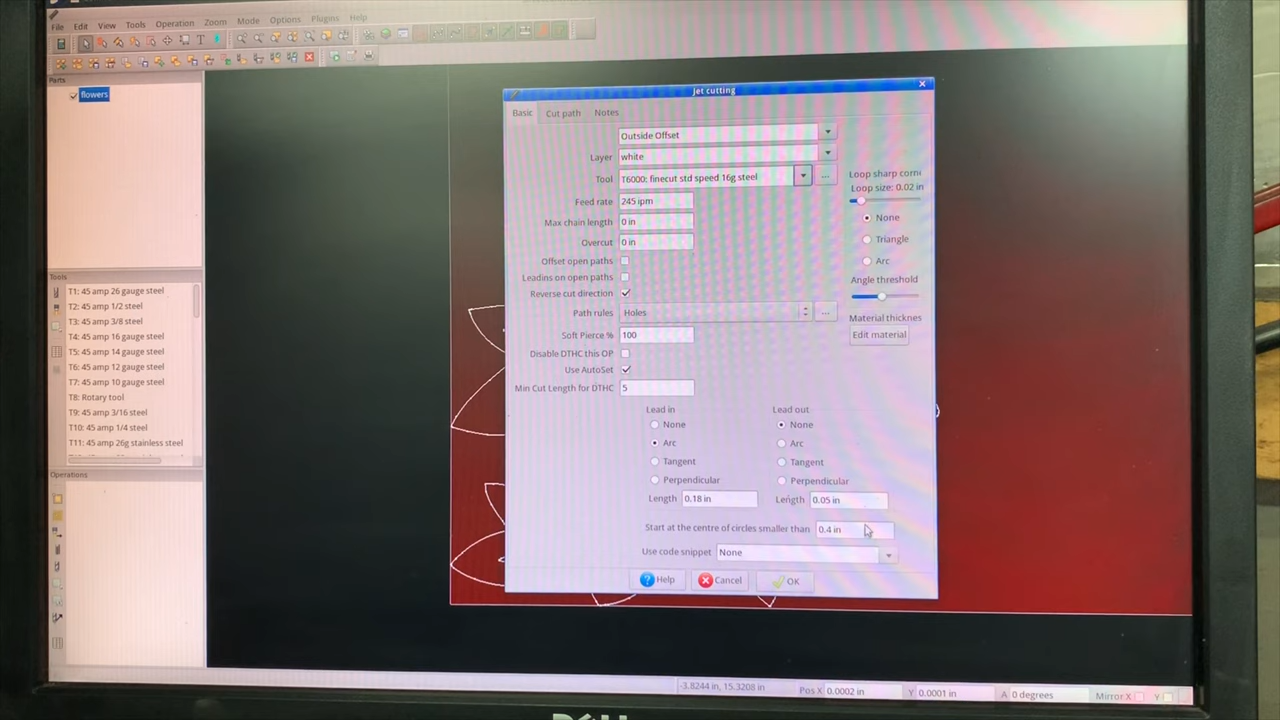 File Edit View Tools Operation Zoom Mode Options Plugins Help
Parts
flowers
Tools
T1: 45 amp 26 gauge steel
T2: 45 amp 1/2 steel
T3: 45 amp 3/8 steel
T4: 45 amp 16 gauge steel
T5: 45 amp 14 gauge steel
T6: 45 amp 12 gauge steel
T7: 45 amp 10 gauge steel
T8: Rotary tool
T9: 45 amp 3/16 steel
T10: 45 amp 1/4 steel
T11: 45 amp 26g stainless steel
Operations
Jet cutting
Basic Cut path Notes
Outside Offset
Layer white
Tool T6000: finecut std speed 16g steel ...
Feed rate 245 ipm
Max chain length 0 in
Overcut 0 in
Offset open paths
Leadins on open paths
Reverse cut direction
Path rules Holes ...
Soft Pierce % 100
Disable DTHC this OP
Use AutoSet
Min Cut Length for DTHC 5
Loop sharp corni
Loop size: 0.02 in
None
Triangle
Arc
Angle threshold
Material thicknes
Edit material
Lead in Lead out
None None
Arc Arc
Tangent Tangent
Perpendicular Perpendicular
Length 0.18 in Length 0.05 in
Start at the centre of circles smaller than 0.4 in
Use code snippet None
Help Cancel OK
-3.8244 in, 15.3208 in Pos X 0.0002 in Y 0.0001 in A 0 degrees Mirror X Y